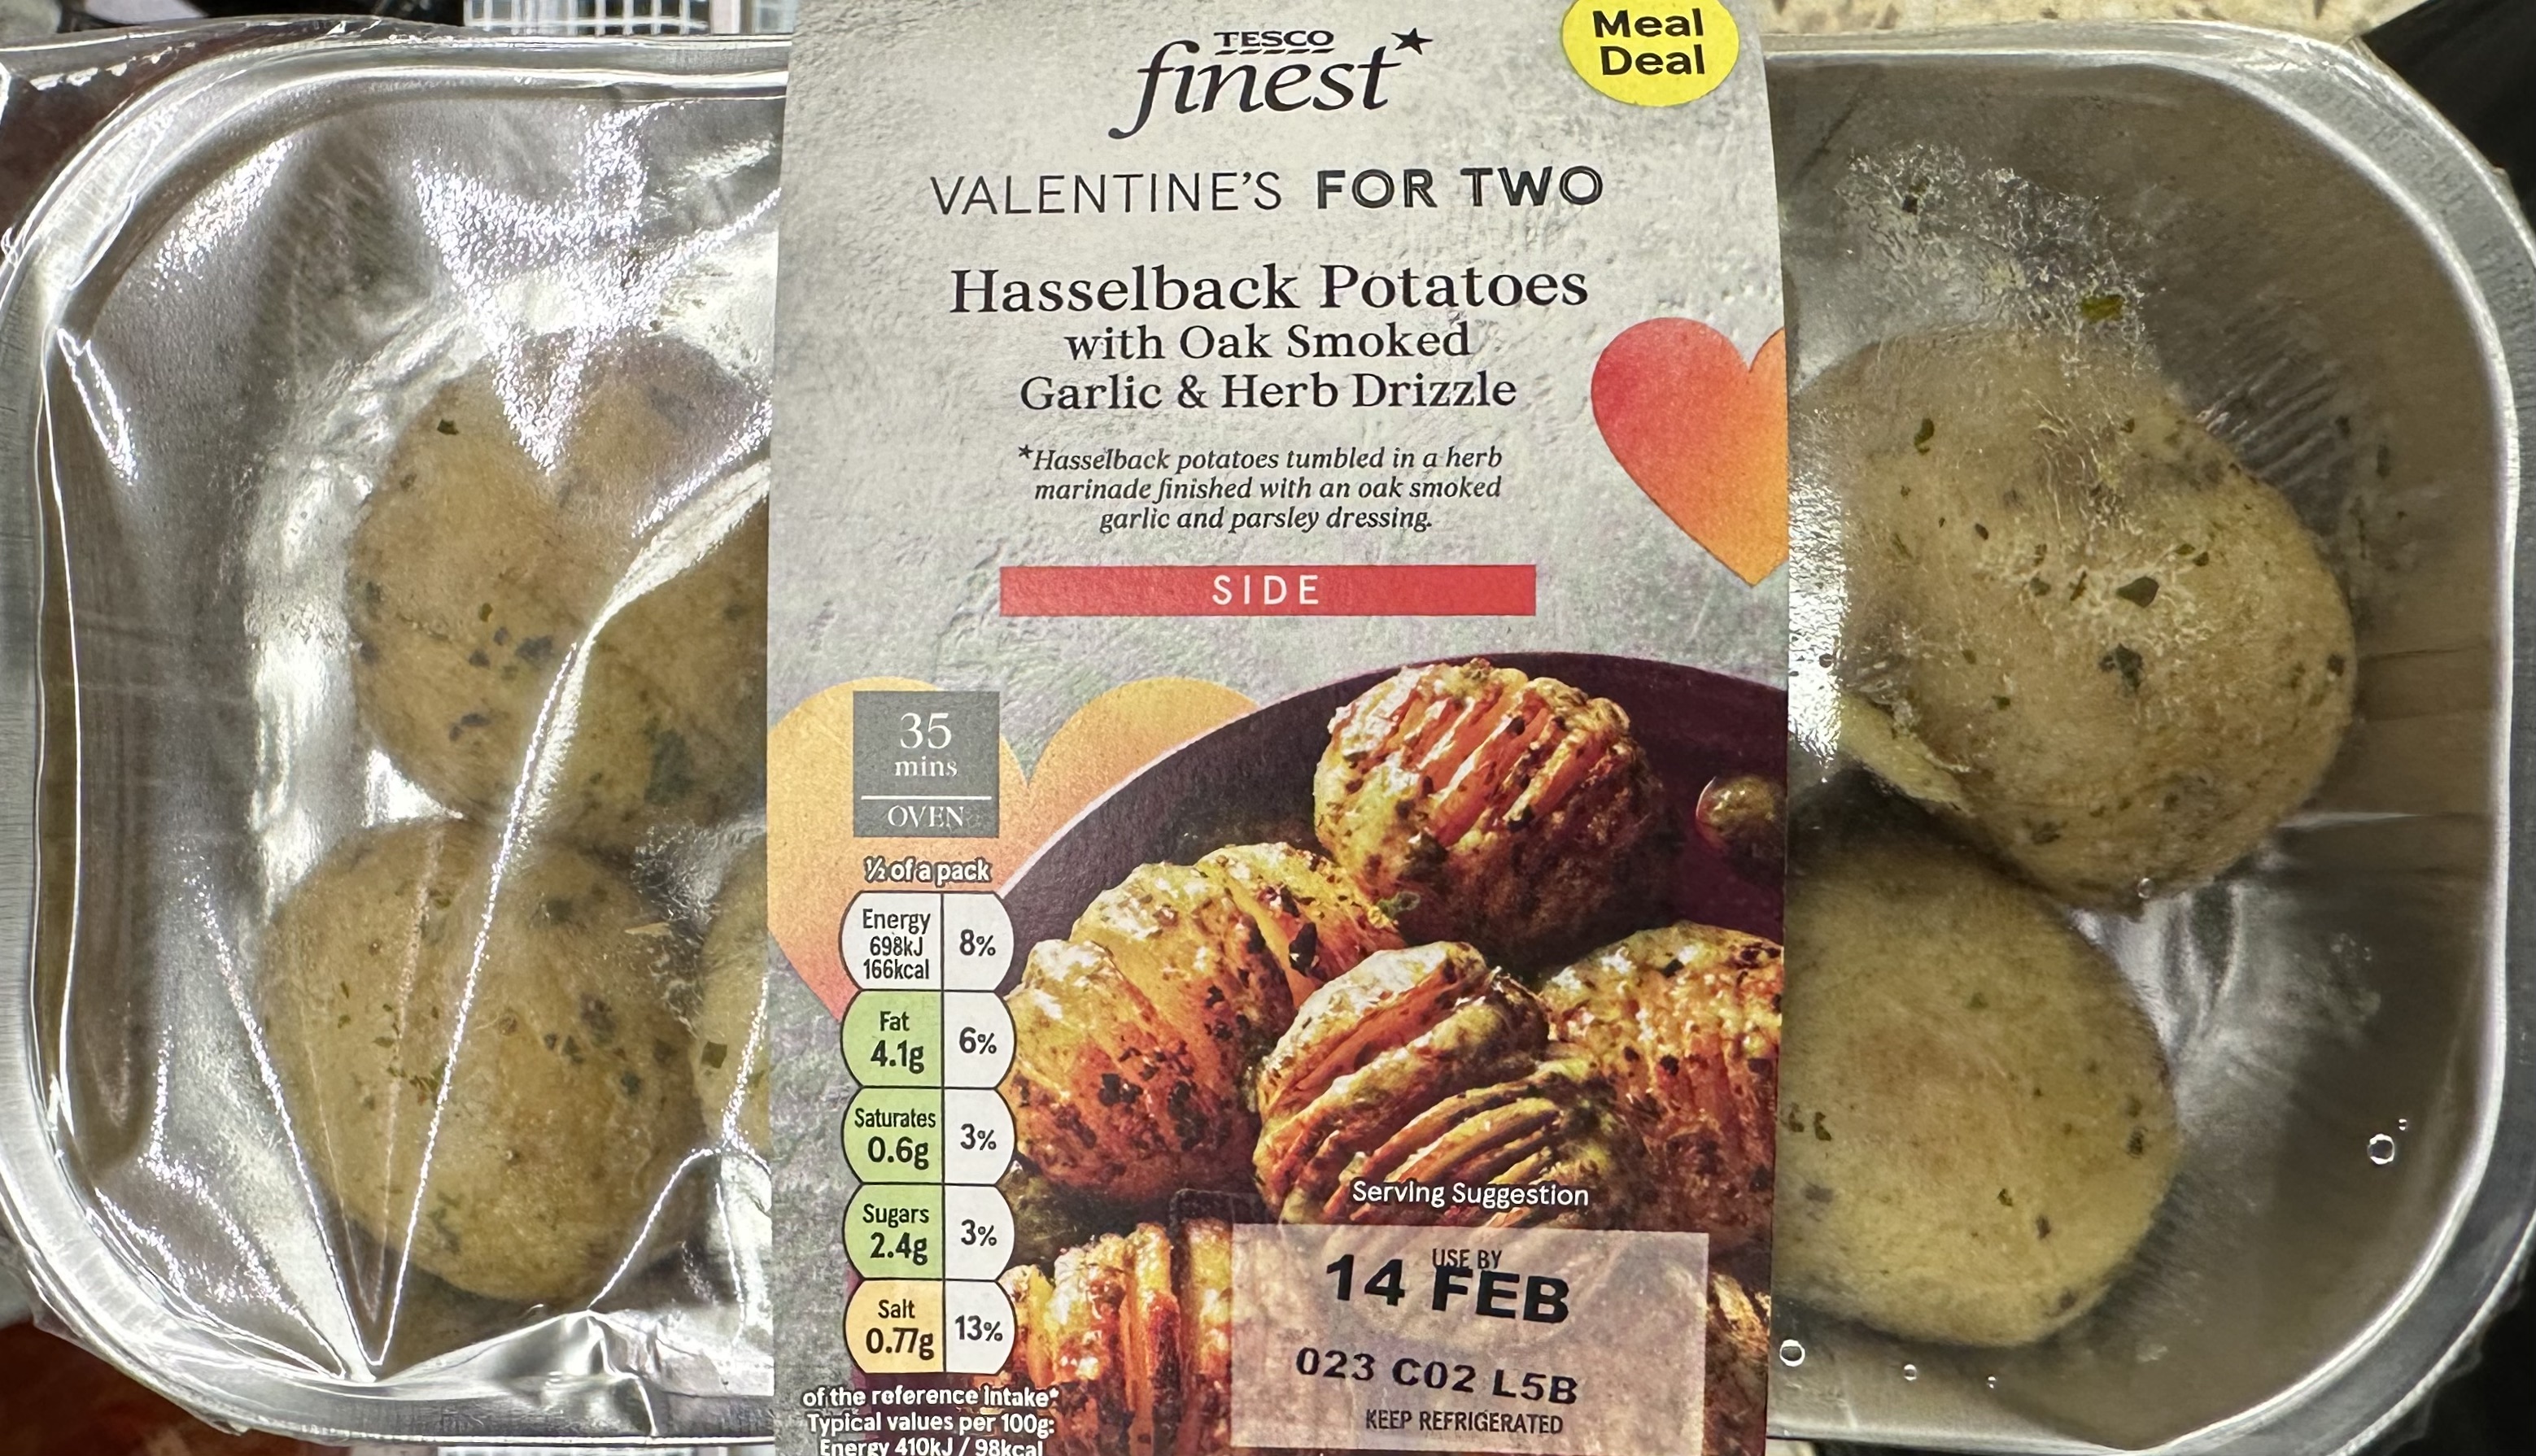 Meal
Deal
TESCO
finest*
VALENTINE'S FOR TWO
Hasselback Potatoes
with Oak Smoked
Garlic & Herb Drizzle
*Hasselback potatoes tumbled in a herb
marinade finished with an oak smoked
garlic and parsley dressing.
SIDE
35
mins
OVEN
½ of a pack
Energy
698kJ
166kcal
8%
Fat
4.1g
6%
Saturates
0.6g
3%
Sugars
2.4g
3%
Salt
0.77g
13%
of the reference intake*
Typical values per 100g:
Energy 410kJ / 98kcal
Serving Suggestion
USE BY
14 FEB
023 C02 L5B
KEEP REFRIGERATED